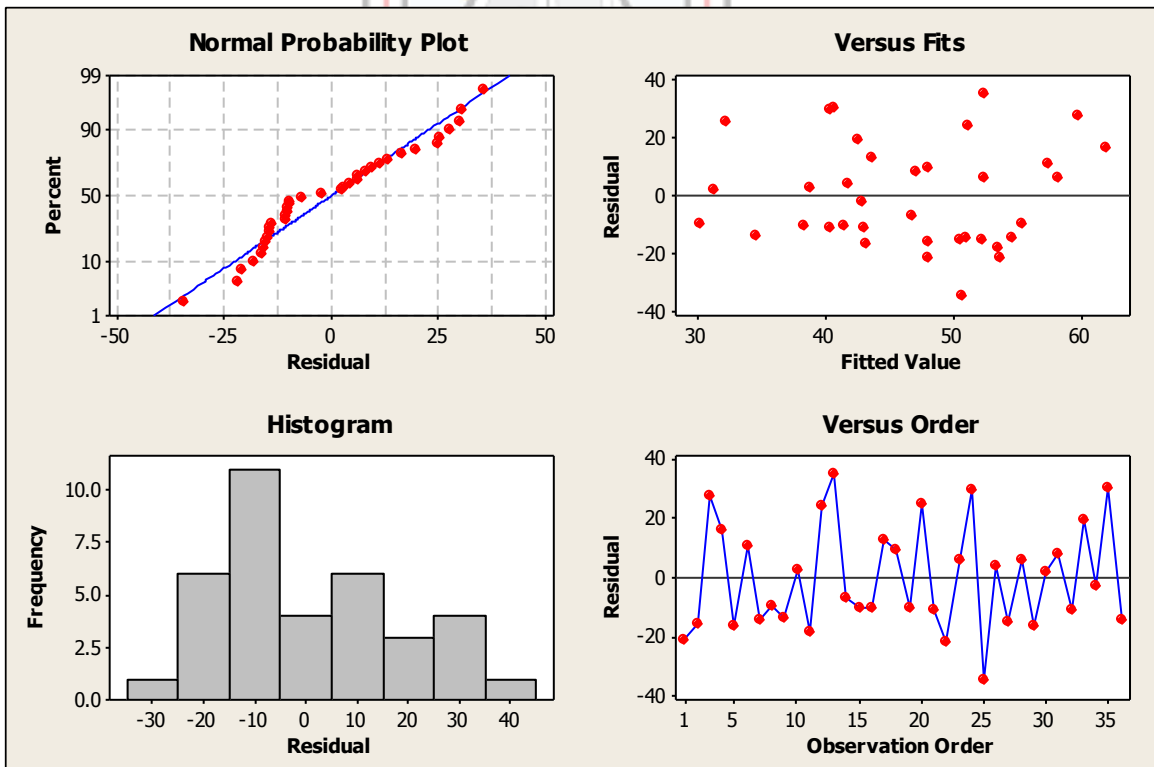 Normal Probability Plot
99
90
50
10
1
Percent
-50 -25 0 25 50
Residual
Versus Fits
40
20
0
-20
-40
Residual
30 40 50 60
Fitted Value
Histogram
10.0
7.5
5.0
2.5
0.0
Frequency
-30 -20 -10 0 10 20 30 40
Residual
Versus Order
40
20
0
-20
-40
Residual
1 5 10 15 20 25 30 35
Observation Order